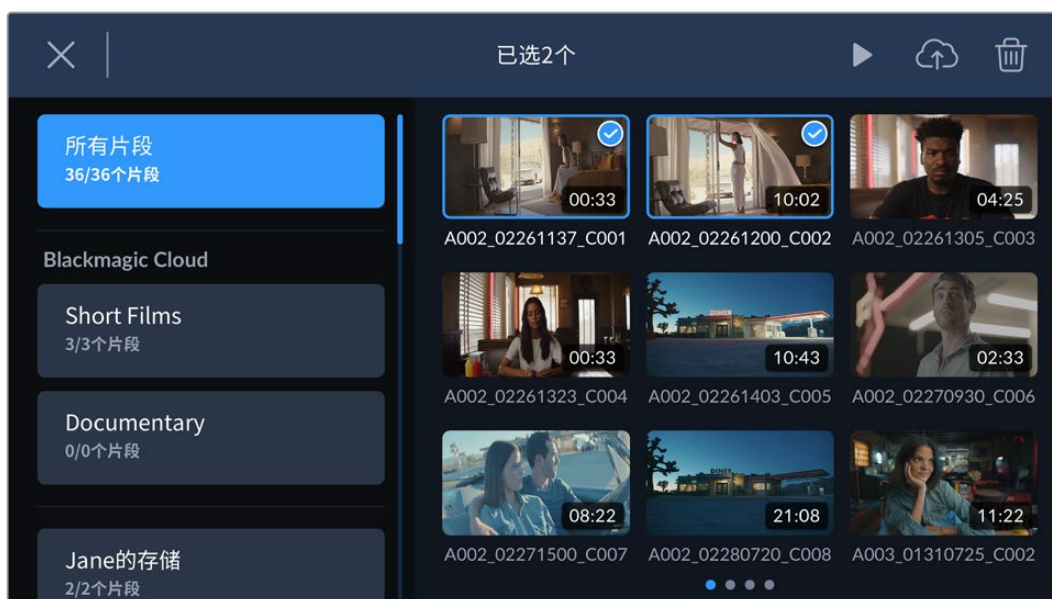 已选2个
所有片段
36/36个片段
Blackmagic Cloud
Short Films
3/3个片段
Documentary
0/0个片段
Jane的存储
2/2个片段
00:33
10:02
04:25
A002_02261137_C001
A002_02261200_C002
A002_02261305_C003
00:33
10:43
02:33
A002_02261323_C004
A002_02261403_C005
A002_02270930_C006
DINER
08:22
21:08
11:22
A002_02271500_C007
A002_02280720_C008
A003_01310725_C002
DINER